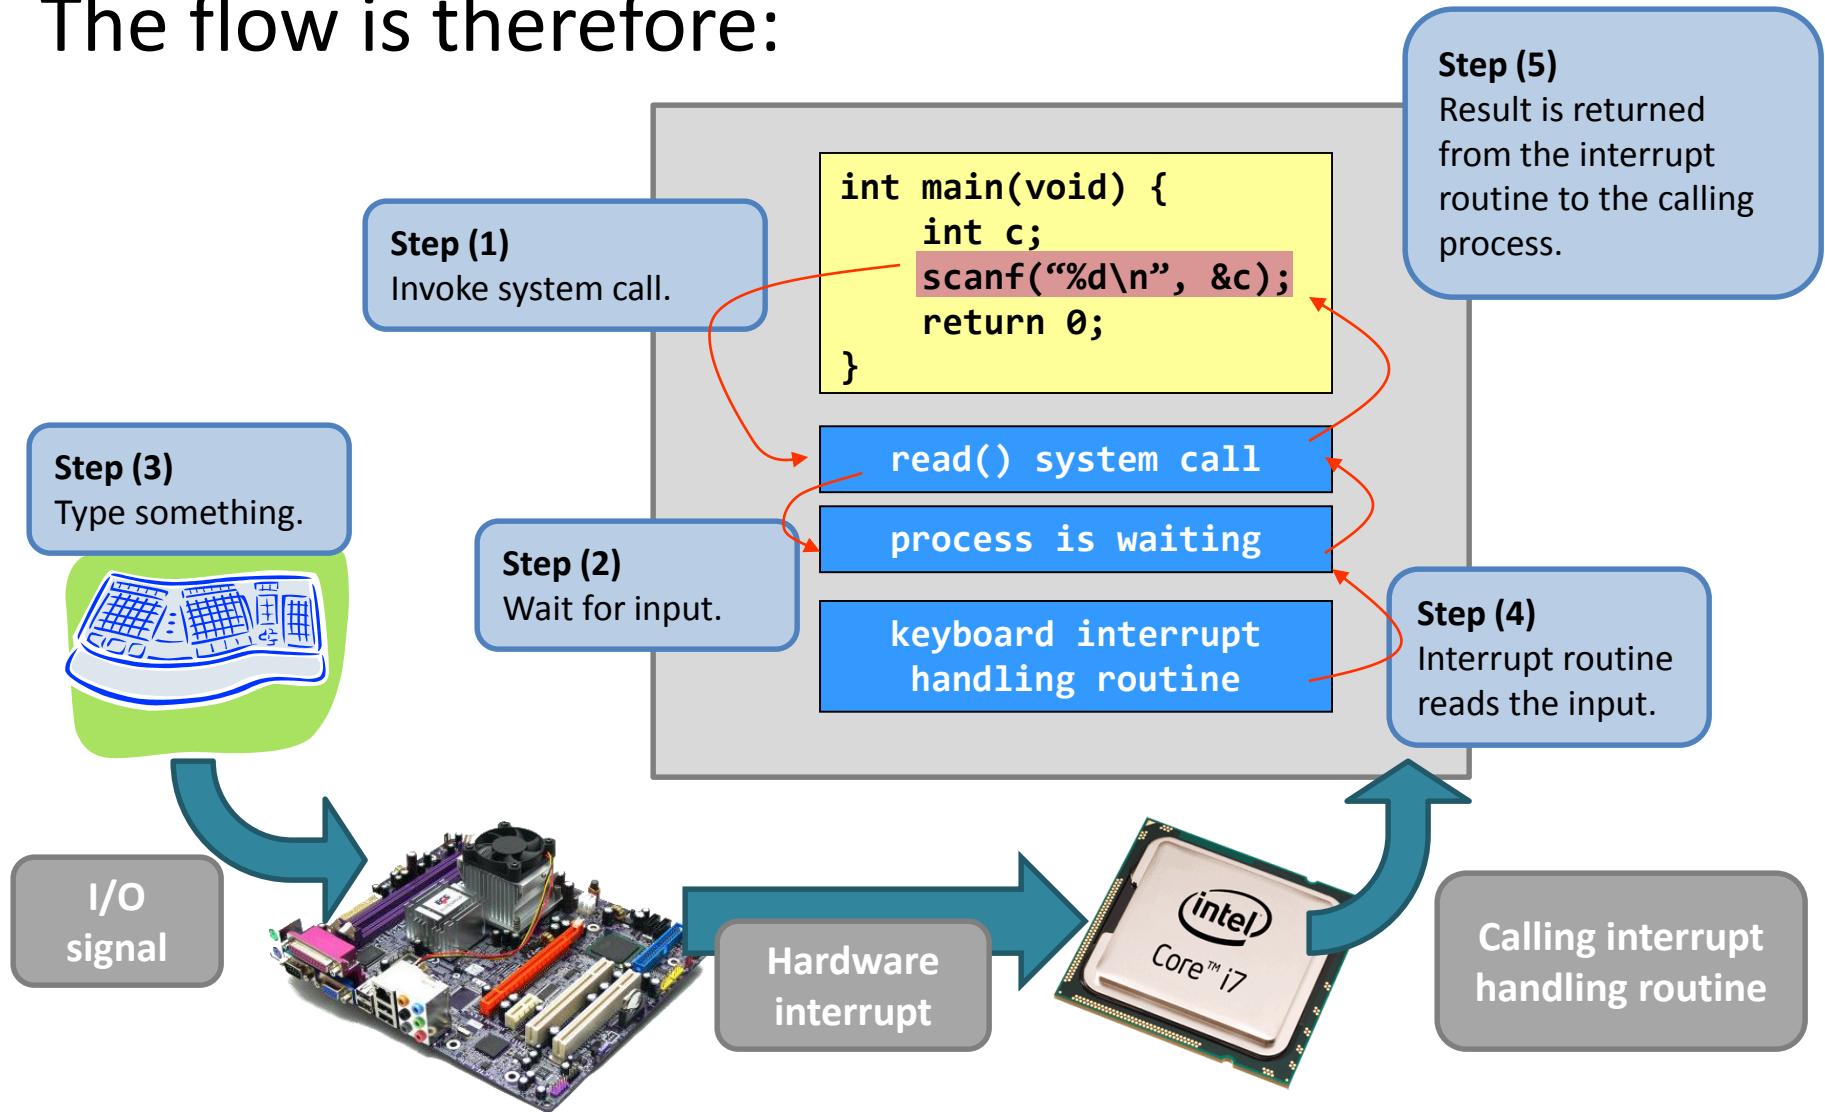 The flow is therefore:
Step (5)
Result is returned
from the interrupt
routine to the calling
process.
int main(void) {
int c;
scanf(“%d\n”, &c);
return 0;
}
Step (1)
Invoke system call.
read() system call
Step (3)
Type something.
process is waiting
Step (2)
Wait for input.
keyboard interrupt
handling routine
Step (4)
Interrupt routine
reads the input.
I/O
signal
Hardware
interrupt
ECS
(intel)
Core™ i7
Calling interrupt
handling routine